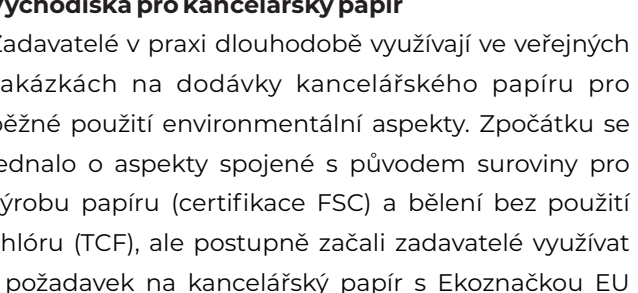 ýchodiska pro kancelářský papír
Zadavatelé v praxi dlouhodobě využívají ve veřejných
akázkách na dodávky kancelářského papíru pro
ěžné použití environmentální aspekty. Zpočátku se
ednalo o aspekty spojené s původem suroviny pro
ýrobu papíru (certifikace FSC) a bělení bez použití
hlóru (TCF), ale postupně začali zadavatelé využívat
požadavek na kancelářský papír s Ekoznačkou EU